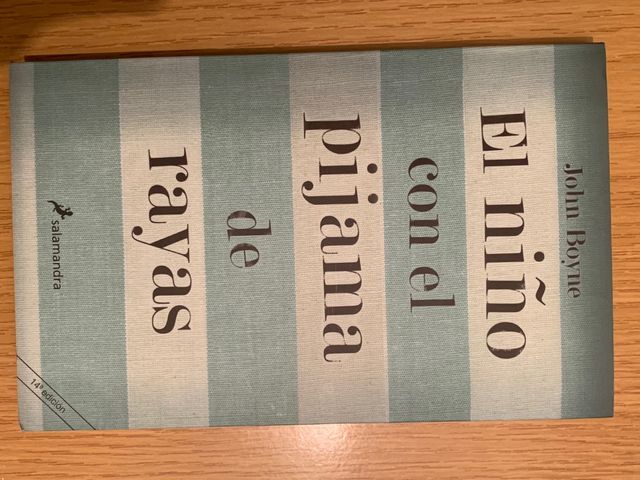 John Boyne
El niño
con el
pijama
de
rayas
salamandra
14ª edición